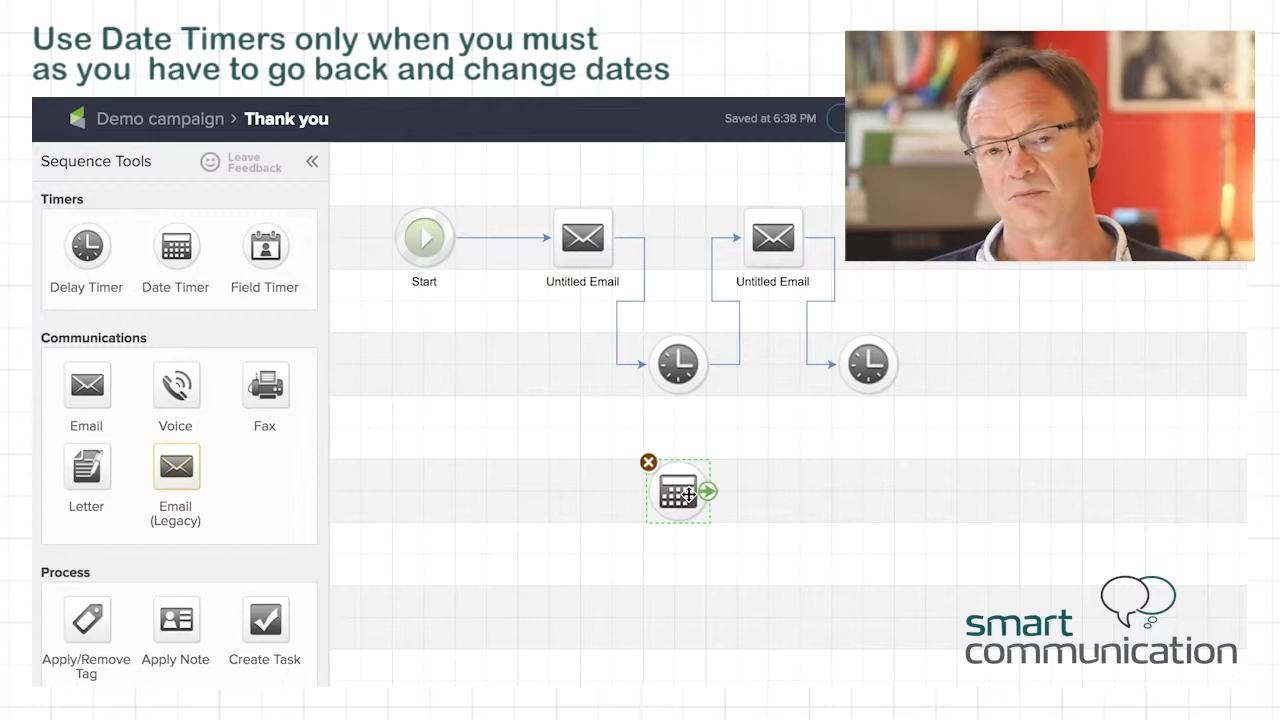 Use Date Timers only when you must
as you have to go back and change dates
Demo campaign › Thank you
Saved at 6:38 PM
Sequence Tools
Leave
Feedback
Timers
Delay Timer
Date Timer
Field Timer
Communications
Email
Voice
Fax
Letter
Email
(Legacy)
Process
Apply/Remove
Tag
Apply Note
Create Task
Start
Untitled Email
Untitled Email
smart
communication